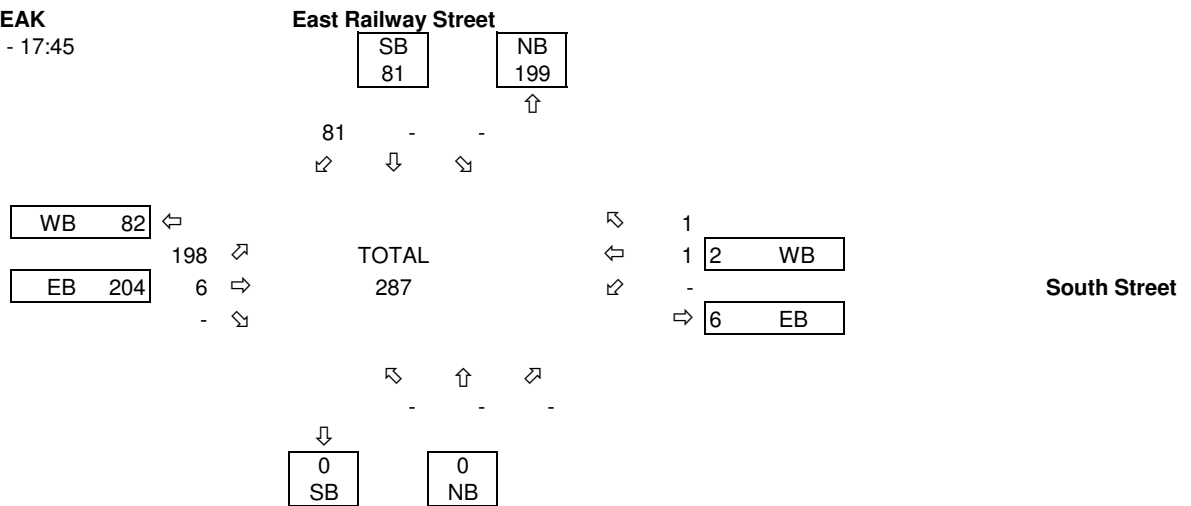 EAK East Railway Street
- 17:45 SB NB
81 199
⇧
81 - -
⬃ ⇩ ⬂
WB 82 ⇦ ⬁ 1
198 ⬀ TOTAL ⇦ 1 2 WB
EB 204 6 ⇨ 287 ⬃ - South Street
- ⬂ ⇨ 6 EB
⬁ ⇧ ⬀
- - -
⇩
0 0
SB NB